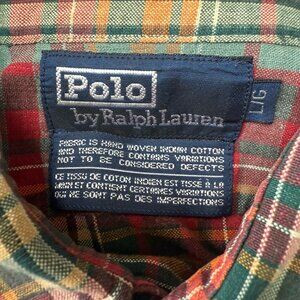 Polo
by Ralph Lauren
L/G
FABRIC IS HAND WOVEN INDIAN COTTON
AND THEREFORE CONTAINS VARIATIONS
NOT TO BE CONSIDERED DEFECTS
CE TISSU DE COTON INDIEN EST TISSE A LA
MAIN ET CONTIENT CERTAINES VARIATIONS
QUI NE SONT PAS DES IMPERFECTIONS